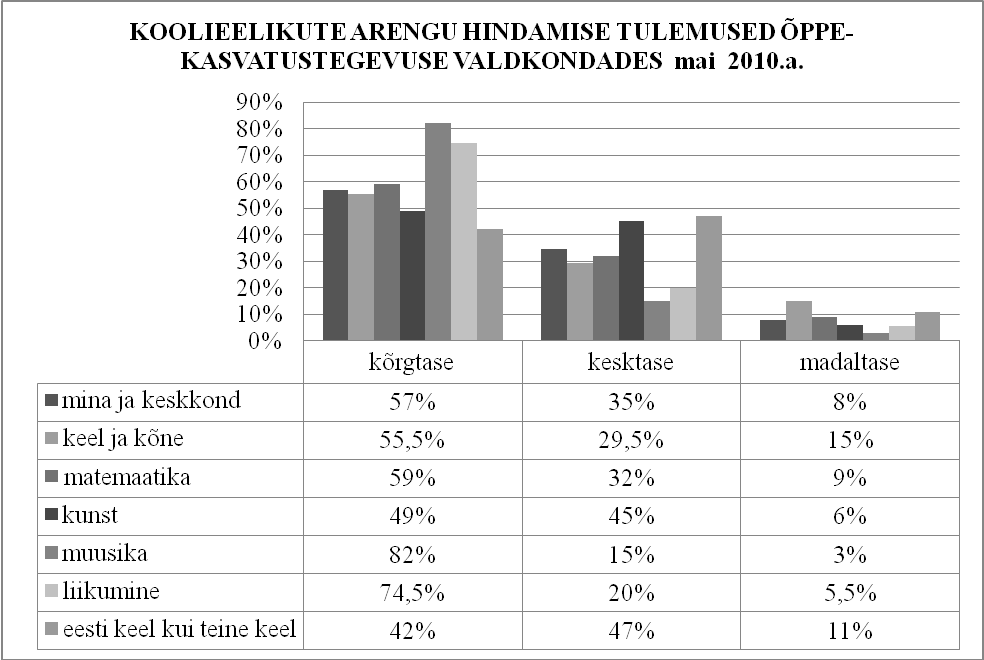 KOOLIEELIKUTE ARENGU HINDAMISE TULEMUSED ÕPPE-
KASVATUSTEGEVUSE VALDKONDADES mai 2010.a.
90%
80%
70%
60%
50%
40%
30%
20%
10%
0%
kõrgtase kesktase madaltase
mina ja keskkond 57% 35% 8%
keel ja kõne 55,5% 29,5% 15%
matemaatika 59% 32% 9%
kunst 49% 45% 6%
muusika 82% 15% 3%
liikumine 74,5% 20% 5,5%
eesti keel kui teine keel 42% 47% 11%